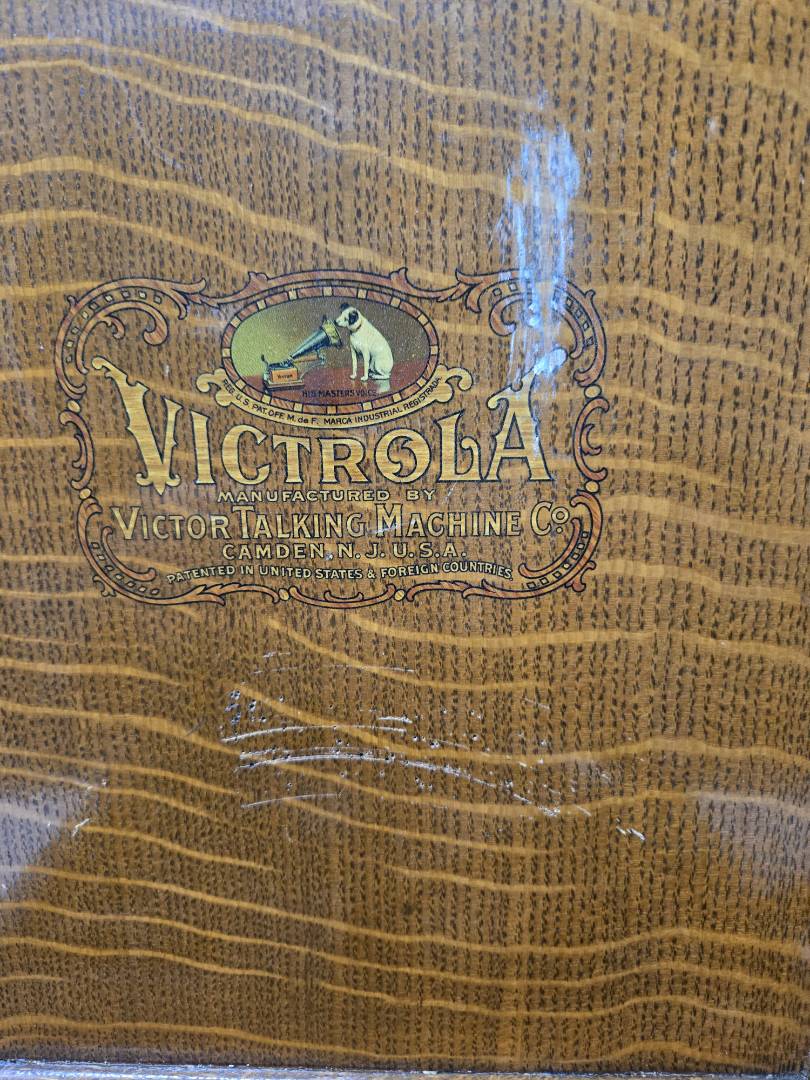 HIS MASTERS VOICE
REG. U.S. PAT. OFF. M. de F. MARCA INDUSTRIAL REGISTRADA
VICTROLA
MANUFACTURED BY
VICTOR TALKING MACHINE Co.
CAMDEN, N.J. U.S.A.
PATENTED IN UNITED STATES & FOREIGN COUNTRIES.